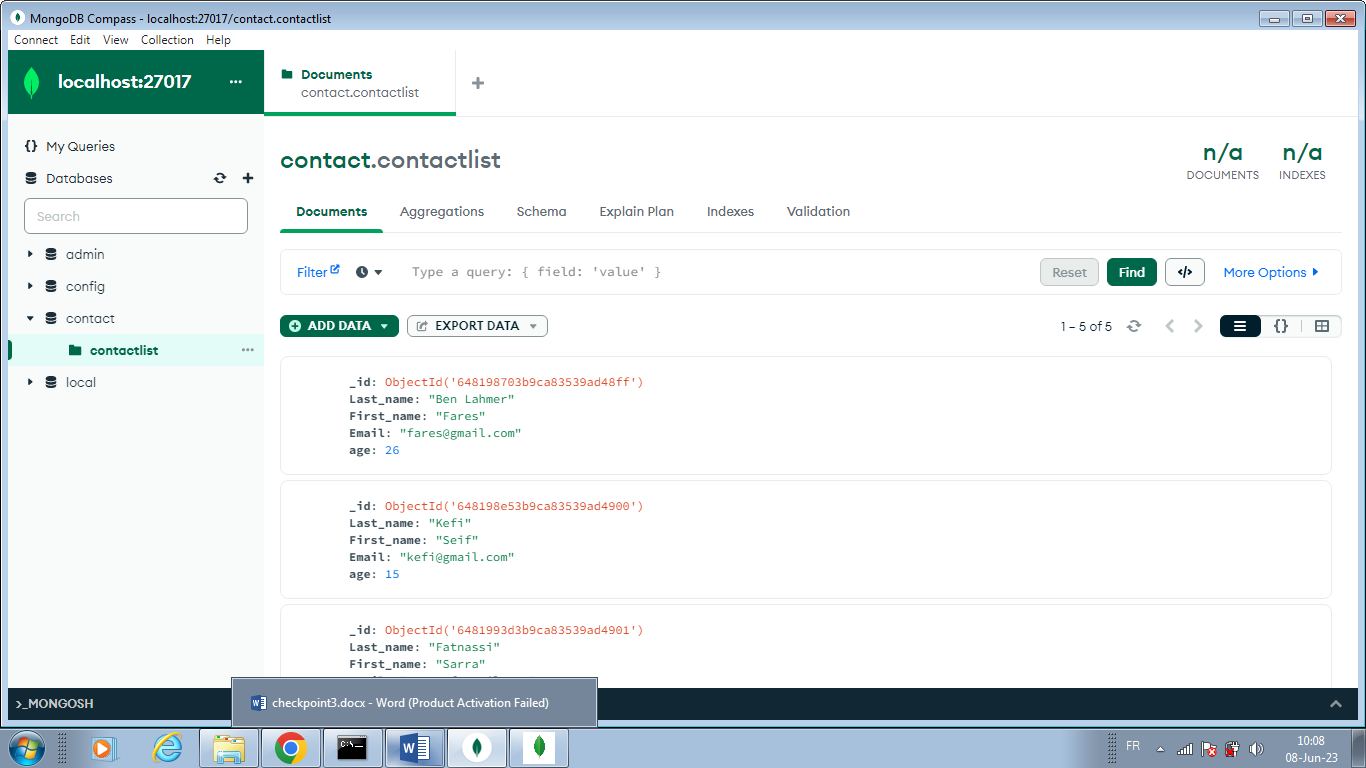 MongoDB Compass - localhost:27017/contact.contactlist
Connect Edit View Collection Help
localhost:27017 ...
Documents
contact.contactlist
+
{} My Queries
Databases
Search
admin
config
contact
contactlist ...
local
contact.contactlist
n/a
DOCUMENTS
n/a
INDEXES
Documents Aggregations Schema Explain Plan Indexes Validation
Filter
Type a query: { field: 'value' }
Reset Find </> More Options
ADD DATA EXPORT DATA
1 – 5 of 5
{}
_id: ObjectId('648198703b9ca83539ad48ff')
Last_name: "Ben Lahmer"
First_name: "Fares"
Email: "fares@gmail.com"
age: 26
_id: ObjectId('648198e53b9ca83539ad4900')
Last_name: "Kefi"
First_name: "Seif"
Email: "kefi@gmail.com"
age: 15
_id: ObjectId('6481993d3b9ca83539ad4901')
Last_name: "Fatnassi"
First_name: "Sarra"
>_MONGOSH
checkpoint3.docx - Word (Product Activation Failed)
C:\
W
FR
10:08
08-Jun-23